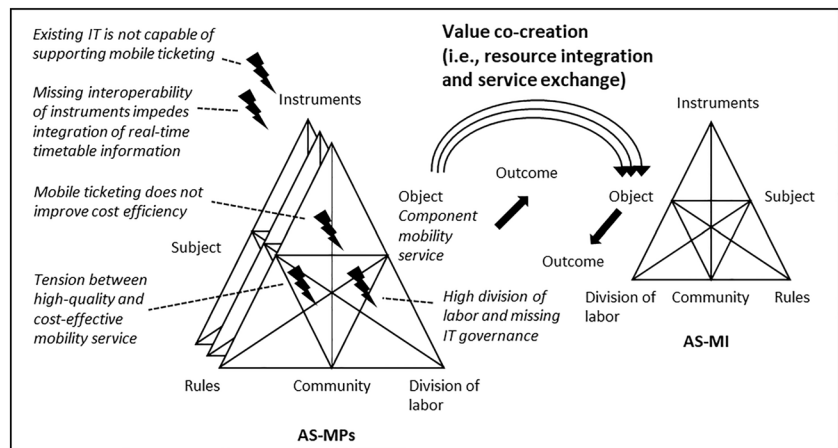 Existing IT is not capable of
supporting mobile ticketing
Missing interoperability
of instruments impedes
integration of real-time
timetable information
Mobile ticketing does not
improve cost efficiency
Subject
Tension between
high-quality and
cost-effective
mobility service
Instruments
Rules
Community
Division of
labor
AS-MPs
Value co-creation
(i.e., resource integration
and service exchange)
Object
Component
mobility
service
Outcome
High division of
labor and missing
IT governance
Outcome
Object
Instruments
Subject
Division of
labor
Community
Rules
AS-MI